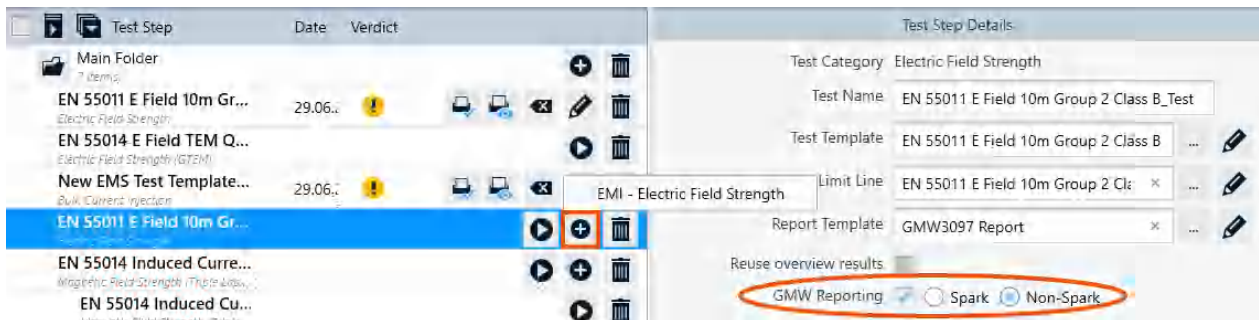 Test Step Date Verdict
Main Folder
7 items
EN 55011 E Field 10m Gr...
Electric Field Strength
29.06..
EN 55014 E Field TEM Q...
Electric Field Strength (GTEM)
New EMS Test Template...
Bulk Current Injection
29.06..
EMI - Electric Field Strength
EN 55011 E Field 10m Gr...
EN 55014 Induced Curre...
EN 55014 Induced Cu...
Test Step Details
Test Category Electric Field Strength
Test Name EN 55011 E Field 10m Group 2 Class B_Test
Test Template EN 55011 E Field 10m Group 2 Class B ...
Limit Line EN 55011 E Field 10m Group 2 Cla × ...
Report Template GMW3097 Report × ...
Reuse overview results
GMW Reporting Spark Non-Spark